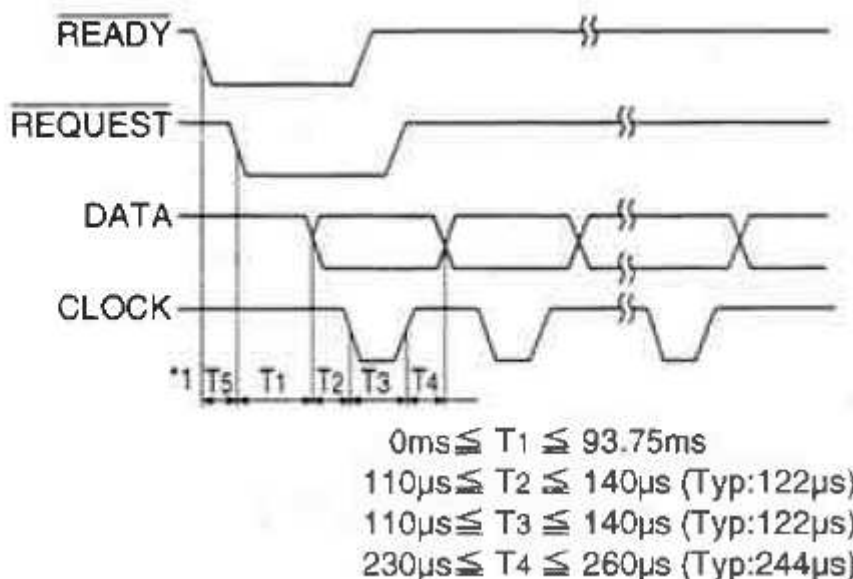 READY
REQUEST
DATA
CLOCK
*1 T5 T1 T2 T3 T4
0ms≦ T1 ≦ 93.75ms
110µs≦ T2 ≦ 140µs (Typ:122µs)
110µs≦ T3 ≦ 140µs (Typ:122µs)
230µs≦ T4 ≦ 260µs (Typ:244µs)